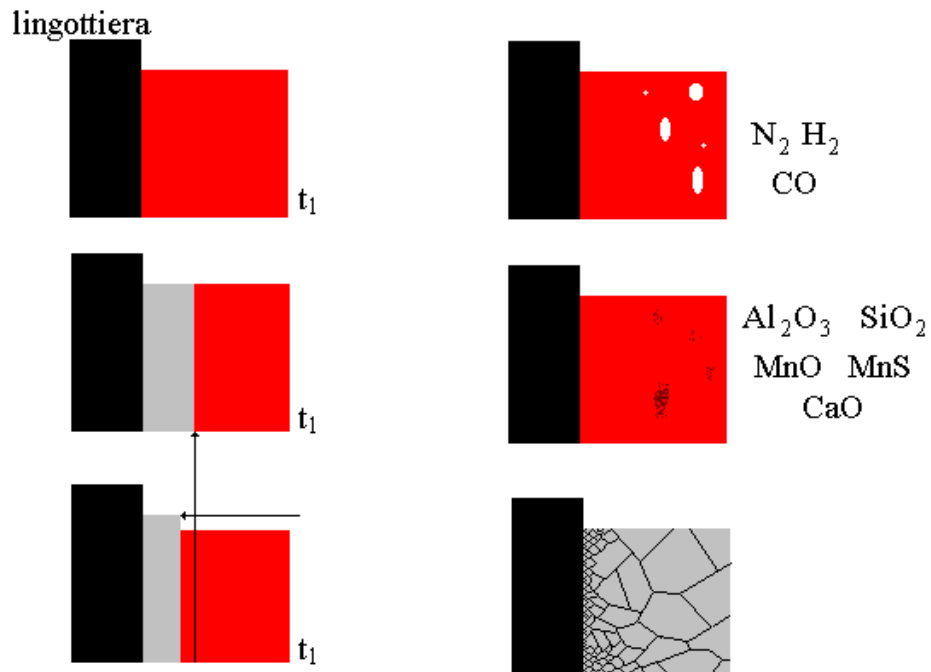 lingottiera
t₁
N₂ H₂
CO
t₁
Al₂O₃ SiO₂
MnO MnS
CaO
t₁